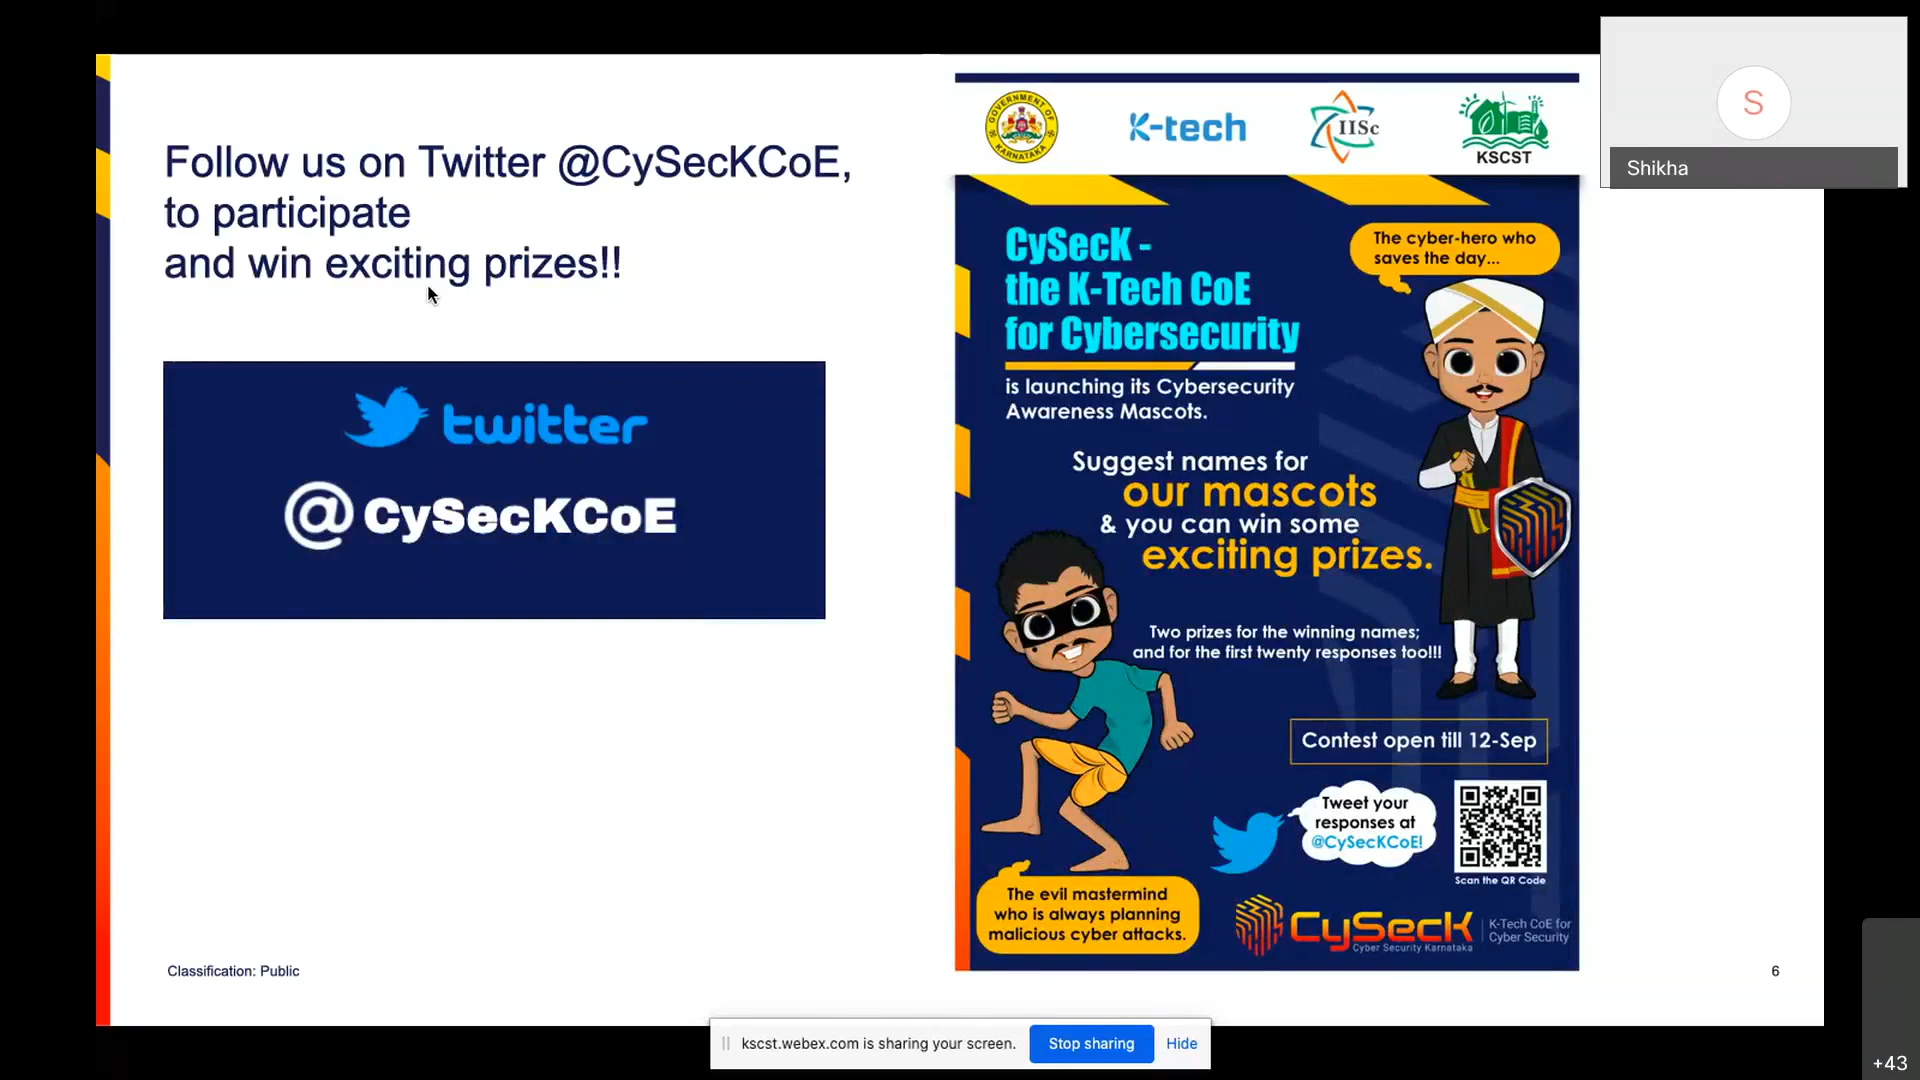 Follow us on Twitter @CySecKCoE,
to participate
and win exciting prizes!!
twitter
@CySecKCoE
Classification: Public
GOVERNMENT OF
KARNATAKA
K-tech
IISc
KSCST
CySecK -
the K-Tech CoE
for Cybersecurity
is launching its Cybersecurity
Awareness Mascots.
The cyber-hero who
saves the day...
Suggest names for
our mascots
& you can win some
exciting prizes.
Two prizes for the winning names;
and for the first twenty responses too!!!
Contest open till 12-Sep
Tweet your
responses at
@CySecKCoE!
Scan the QR Code
The evil mastermind
who is always planning
malicious cyber attacks.
CySecK
Cyber Security Karnataka
K-Tech CoE for
Cyber Security
6
S
Shikha
kscst.webex.com is sharing your screen.
Stop sharing
Hide
+43